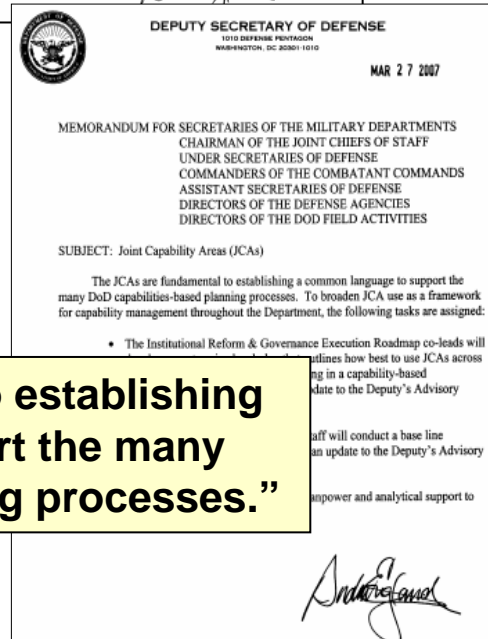 DEPUTY SECRETARY OF DEFENSE
1010 DEFENSE PENTAGON
WASHINGTON, DC 20301-1010
MAR 27 2007
MEMORANDUM FOR SECRETARIES OF THE MILITARY DEPARTMENTS
CHAIRMAN OF THE JOINT CHIEFS OF STAFF
UNDER SECRETARIES OF DEFENSE
COMMANDERS OF THE COMBATANT COMMANDS
ASSISTANT SECRETARIES OF DEFENSE
DIRECTORS OF THE DEFENSE AGENCIES
DIRECTORS OF THE DOD FIELD ACTIVITIES
SUBJECT: Joint Capability Areas (JCAs)
The JCAs are fundamental to establishing a common language to support the
many DoD capabilities-based planning processes. To broaden JCA use as a framework
for capability management throughout the Department, the following tasks are assigned:
• The Institutional Reform & Governance Execution Roadmap co-leads will
utlines how best to use JCAs across
ng in a capability-based
date to the Deputy's Advisory
aff will conduct a base line
an update to the Deputy's Advisory
anpower and analytical support to
establishing
rt the many
g processes.”